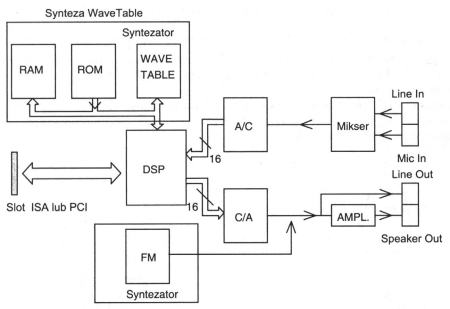 Synteza WaveTable
Syntezator
RAM
ROM
WAVE
TABLE
Line In
A/C
Mikser
16
Mic In
DSP
Line Out
Slot ISA lub PCI
16
C/A
AMPL.
Speaker Out
FM
Syntezator